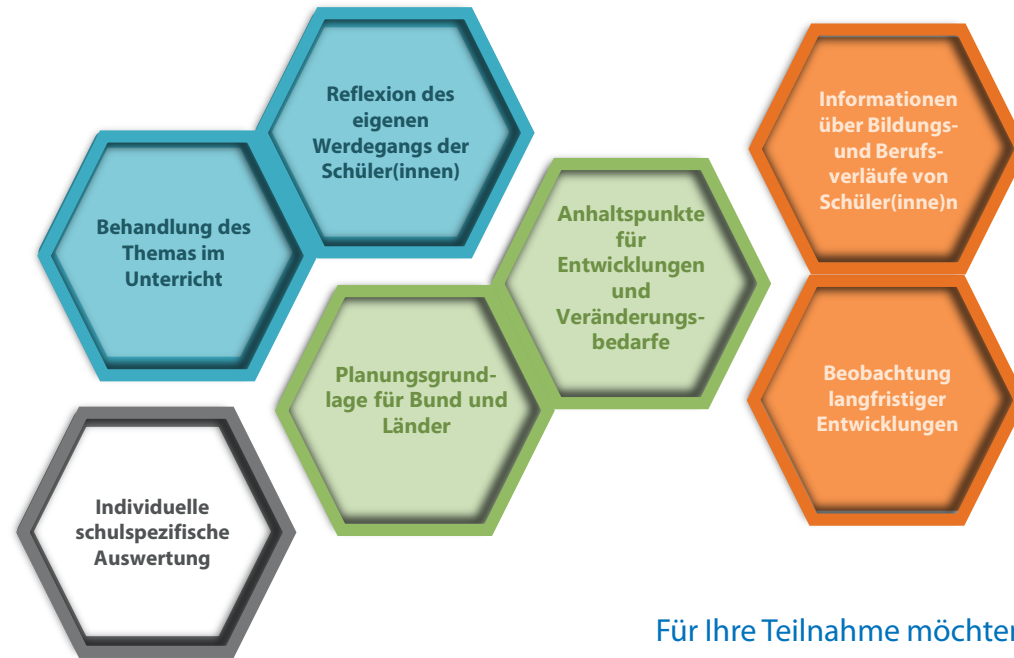 Reflexion des
eigenen
Werdegangs der
Schüler(innen)
Behandlung des
Themas im
Unterricht
Anhaltspunkte
für
Entwicklungen
und
Veränderungs-
bedarfe
Planungsgrund-
lage für Bund und
Länder
Informationen
über Bildungs-
und Berufs-
verläufe von
Schüler(inne)n
Beobachtung
langfristiger
Entwicklungen
Individuelle
schulspezifische
Auswertung
Für Ihre Teilnahme möchten